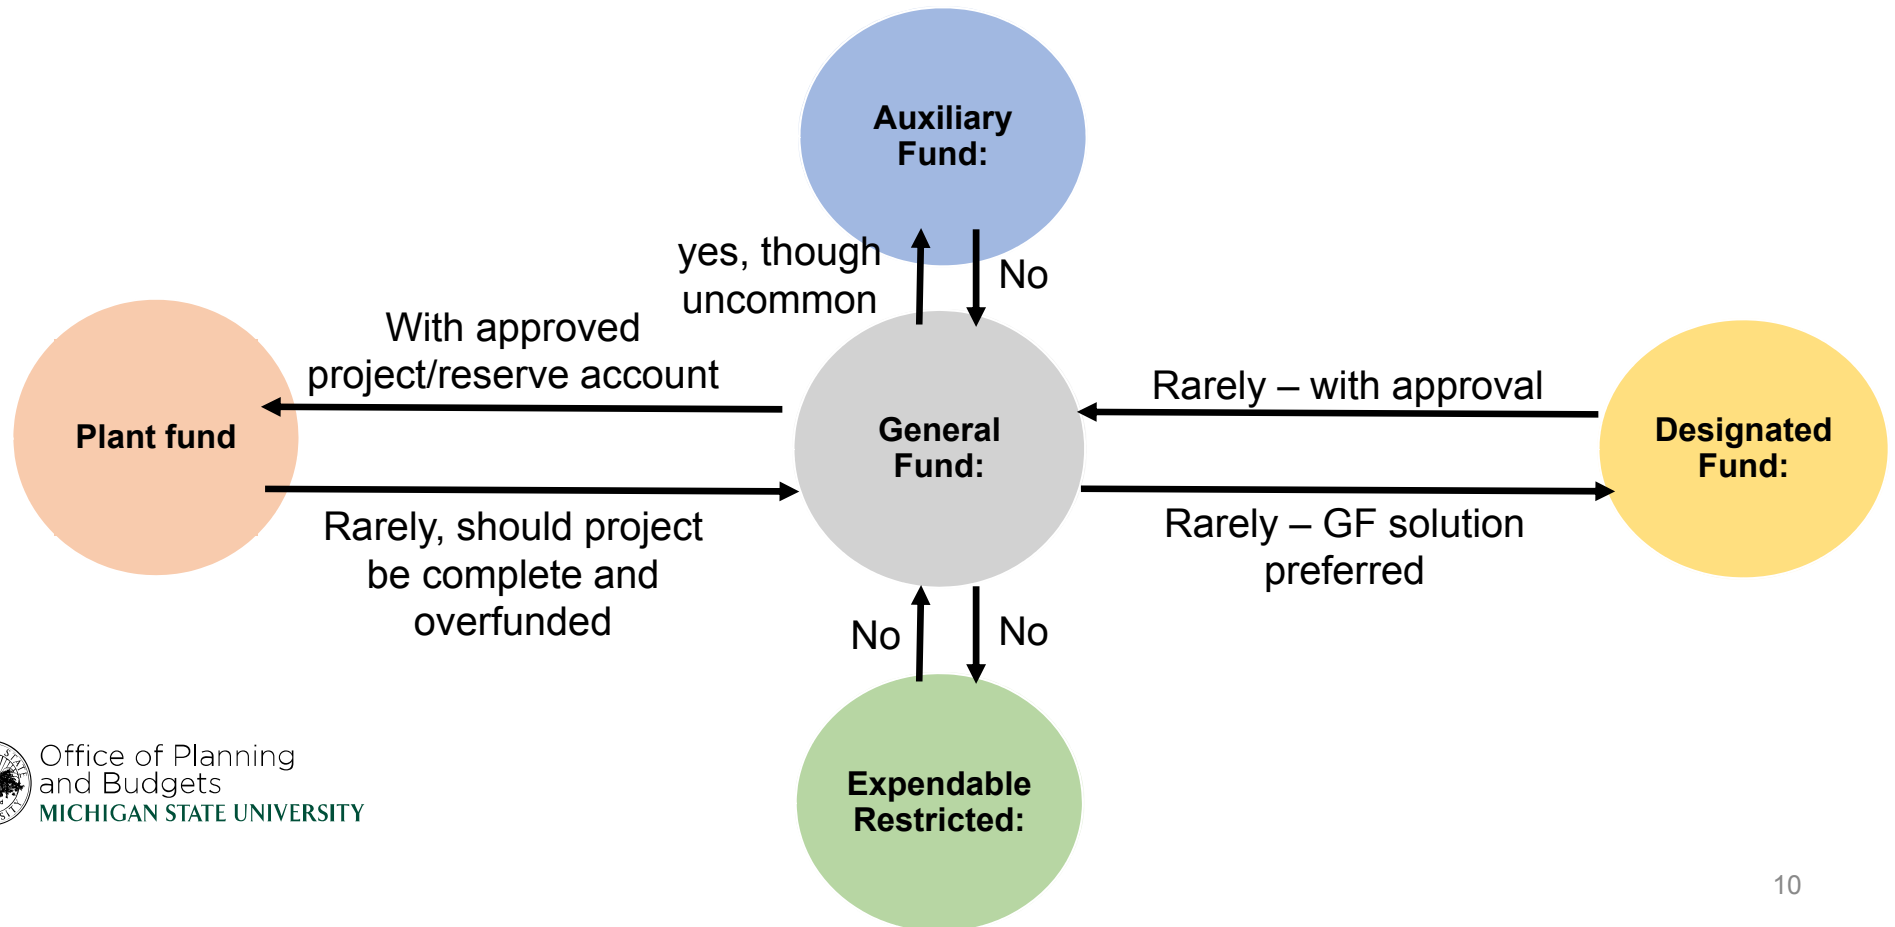 Auxiliary
Fund:
yes, though
uncommon
No
With approved
project/reserve account
Rarely – with approval
Plant fund
General
Fund:
Designated
Fund:
Rarely, should project
be complete and
overfunded
Rarely – GF solution
preferred
No
No
Office of Planning
and Budgets
MICHIGAN STATE UNIVERSITY
Expendable
Restricted:
10